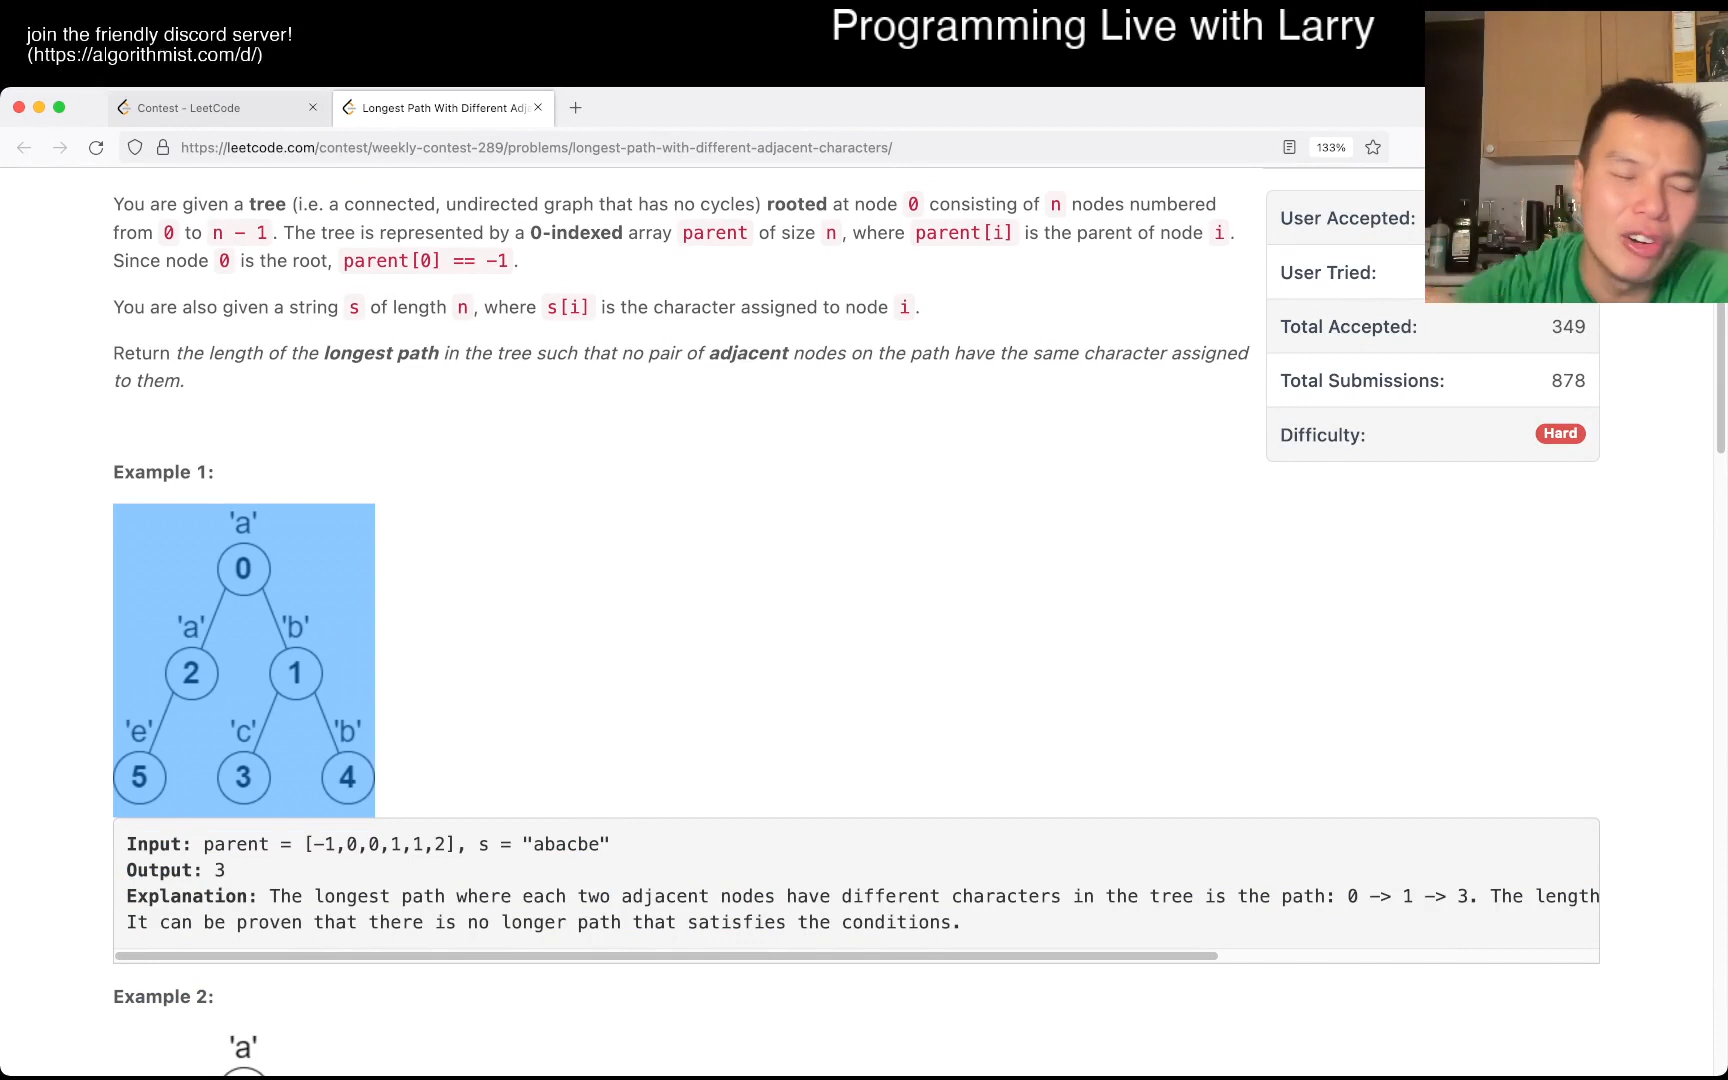 join the friendly discord server!
(https://algorithmist.com/d/)
Programming Live with Larry
Contest - LeetCode
Longest Path With Different Adj
https://leetcode.com/contest/weekly-contest-289/problems/longest-path-with-different-adjacent-characters/
133%
You are given a tree (i.e. a connected, undirected graph that has no cycles) rooted at node 0 consisting of n nodes numbered
from 0 to n - 1. The tree is represented by a 0-indexed array parent of size n, where parent[i] is the parent of node i.
Since node 0 is the root, parent[0] == -1.
You are also given a string s of length n, where s[i] is the character assigned to node i.
Return the length of the longest path in the tree such that no pair of adjacent nodes on the path have the same character assigned
to them.
User Accepted:
User Tried:
Total Accepted: 349
Total Submissions: 878
Difficulty: Hard
Example 1:
'a'
0
'a' 'b'
2 1
'e' 'c' 'b'
5 3 4
Input: parent = [-1,0,0,1,1,2], s = "abacbe"
Output: 3
Explanation: The longest path where each two adjacent nodes have different characters in the tree is the path: 0 -> 1 -> 3. The length
It can be proven that there is no longer path that satisfies the conditions.
Example 2:
'a'